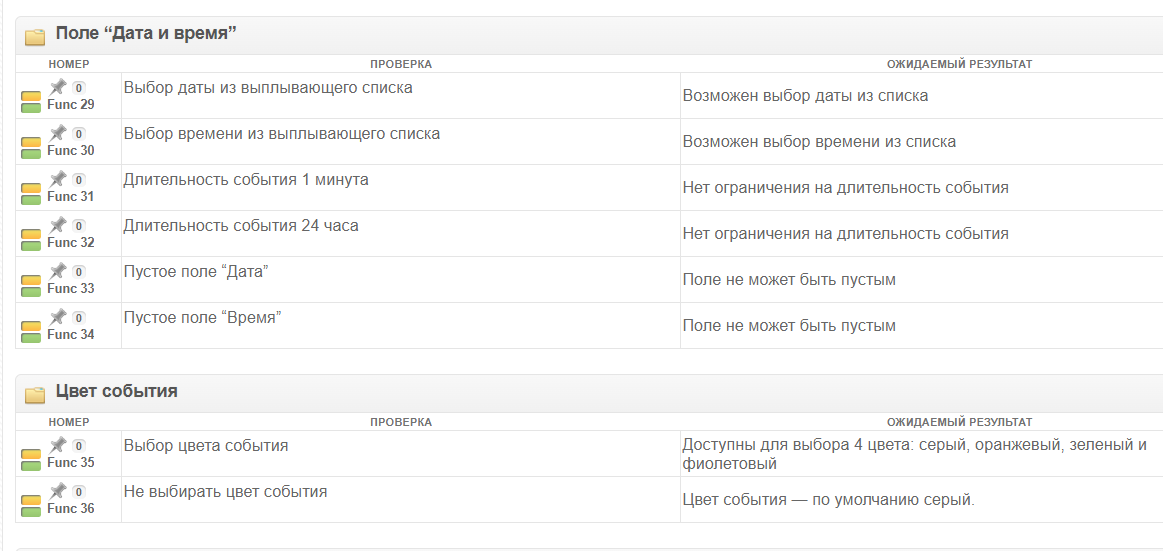 Поле “Дата и время”
НОМЕР ПРОВЕРКА ОЖИДАЕМЫЙ РЕЗУЛЬТАТ
0
Func 29 Выбор даты из выплывающего списка Возможен выбор даты из списка
0
Func 30 Выбор времени из выплывающего списка Возможен выбор времени из списка
0
Func 31 Длительность события 1 минута Нет ограничения на длительность события
0
Func 32 Длительность события 24 часа Нет ограничения на длительность события
0
Func 33 Пустое поле “Дата” Поле не может быть пустым
0
Func 34 Пустое поле “Время” Поле не может быть пустым
Цвет события
НОМЕР ПРОВЕРКА ОЖИДАЕМЫЙ РЕЗУЛЬТАТ
0
Func 35 Выбор цвета события Доступны для выбора 4 цвета: серый, оранжевый, зеленый и
фиолетовый
0
Func 36 Не выбирать цвет события Цвет события — по умолчанию серый.